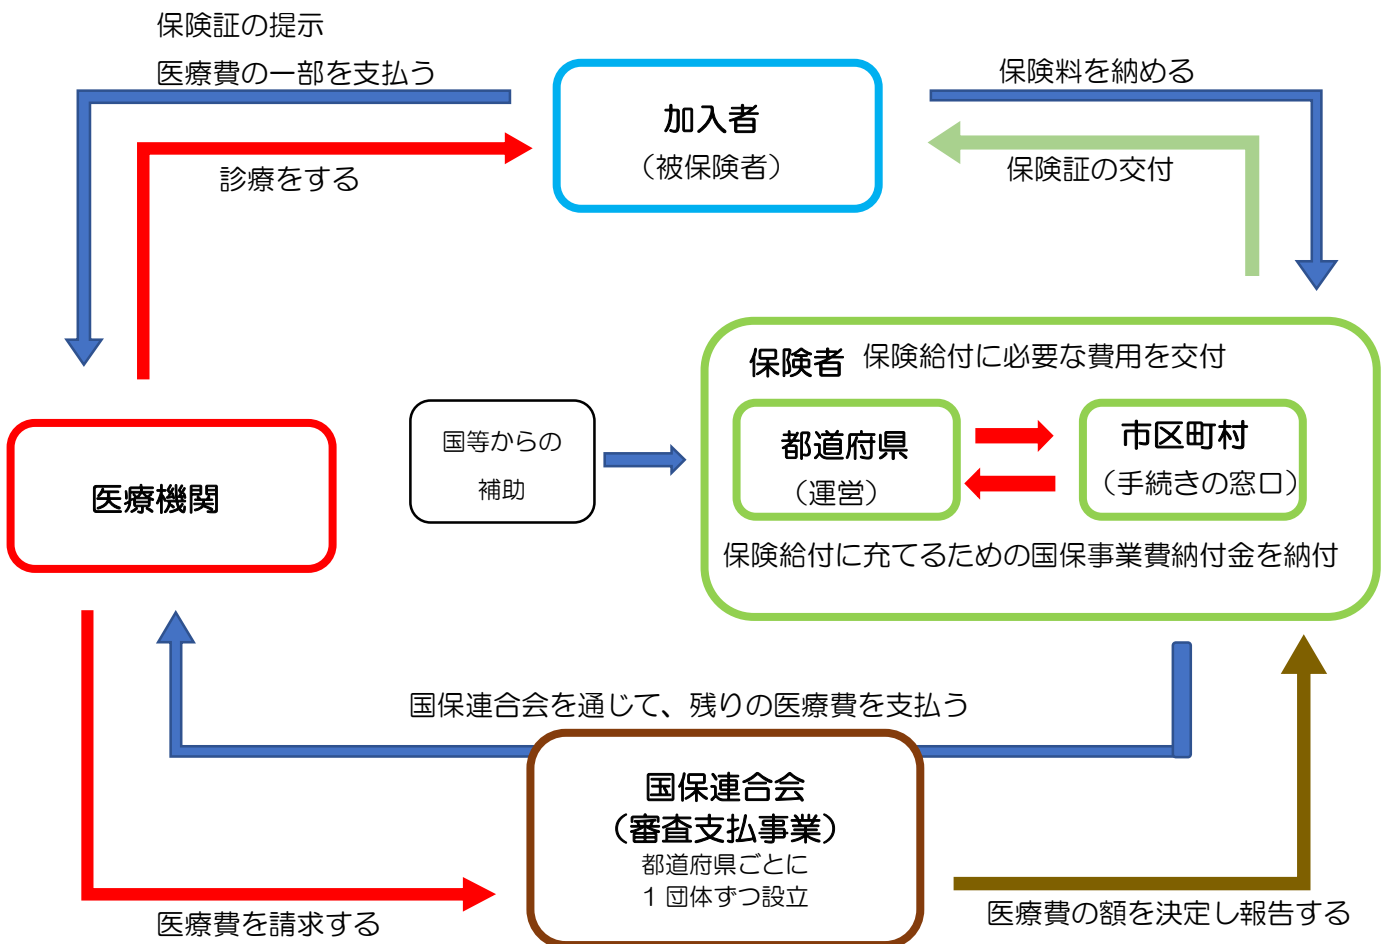 保険証の提示
医療費の一部を支払う
診療をする
加入者
（被保険者）
保険料を納める
保険証の交付
保険者
保険給付に必要な費用を交付
都道府県
（運営）
市区町村
（手続きの窓口）
保険給付に充てるための国保事業費納付金を納付
国等からの
補助
医療機関
国保連合会を通じて、残りの医療費を支払う
国保連合会
（審査支払事業）
都道府県ごとに
1 団体ずつ設立
医療費を請求する
医療費の額を決定し報告する